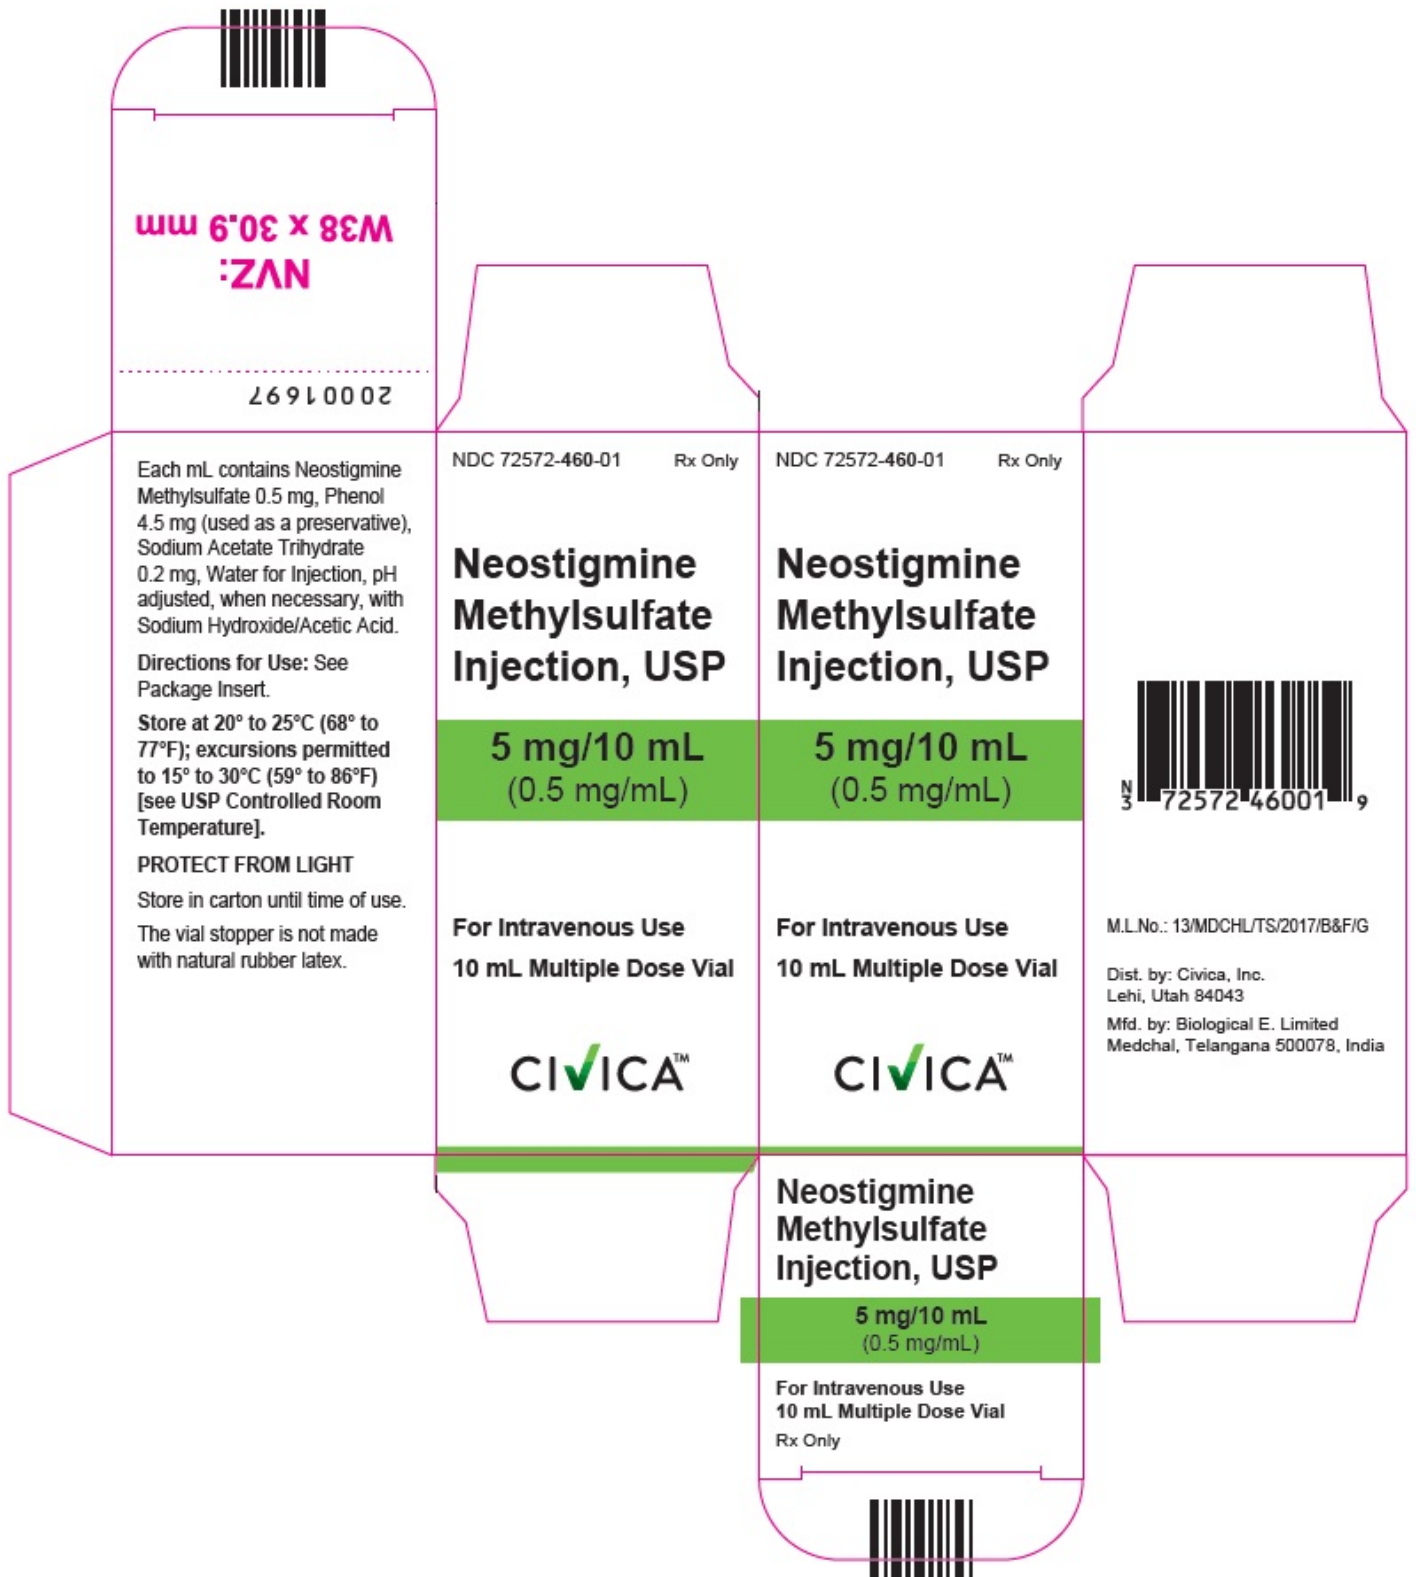 NVZ:
W38 x 30.9 mm
20001697
Each mL contains Neostigmine
Methylsulfate 0.5 mg, Phenol
4.5 mg (used as a preservative),
Sodium Acetate Trihydrate
0.2 mg, Water for Injection, pH
adjusted, when necessary, with
Sodium Hydroxide/Acetic Acid.
Directions for Use: See
Package Insert.
Store at 20° to 25°C (68° to
77°F); excursions permitted
to 15° to 30°C (59° to 86°F)
[see USP Controlled Room
Temperature].
PROTECT FROM LIGHT
Store in carton until time of use.
The vial stopper is not made
with natural rubber latex.
NDC 72572-460-01 Rx Only
Neostigmine
Methylsulfate
Injection, USP
5 mg/10 mL
(0.5 mg/mL)
For Intravenous Use
10 mL Multiple Dose Vial
CIVICA™
NDC 72572-460-01 Rx Only
Neostigmine
Methylsulfate
Injection, USP
5 mg/10 mL
(0.5 mg/mL)
For Intravenous Use
10 mL Multiple Dose Vial
CIVICA™
N
3 72572 46001 9
M.L.No.: 13/MDCHL/TS/2017/B&F/G
Dist. by: Civica, Inc.
Lehi, Utah 84043
Mfd. by: Biological E. Limited
Medchal, Telangana 500078, India
Neostigmine
Methylsulfate
Injection, USP
5 mg/10 mL
(0.5 mg/mL)
For Intravenous Use
10 mL Multiple Dose Vial
Rx Only